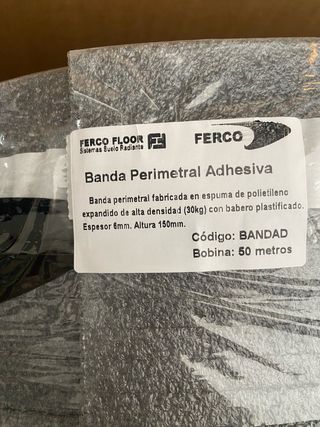 FERCO FLOOR
Sistemas Suelo Radiante
FERCO
Banda Perimetral Adhesiva
Banda perimetral fabricada en espuma de polietileno
expandido de alta densidad (30kg) con babero plastificado.
Espesor 6mm. Altura 150mm.
Código: BANDAD
Bobina: 50 metros